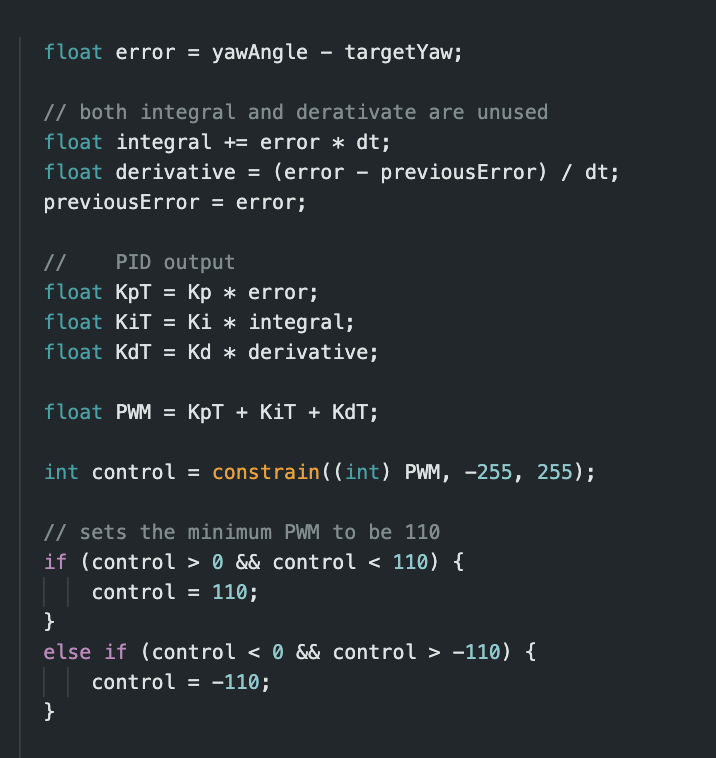 float error = yawAngle - targetYaw;
// both integral and derativate are unused
float integral += error * dt;
float derivative = (error - previousError) / dt;
previousError = error;
//    PID output
float KpT = Kp * error;
float KiT = Ki * integral;
float KdT = Kd * derivative;
float PWM = KpT + KiT + KdT;
int control = constrain((int) PWM, -255, 255);
// sets the minimum PWM to be 110
if (control > 0 && control < 110) {
    control = 110;
}
else if (control < 0 && control > -110) {
    control = -110;
}